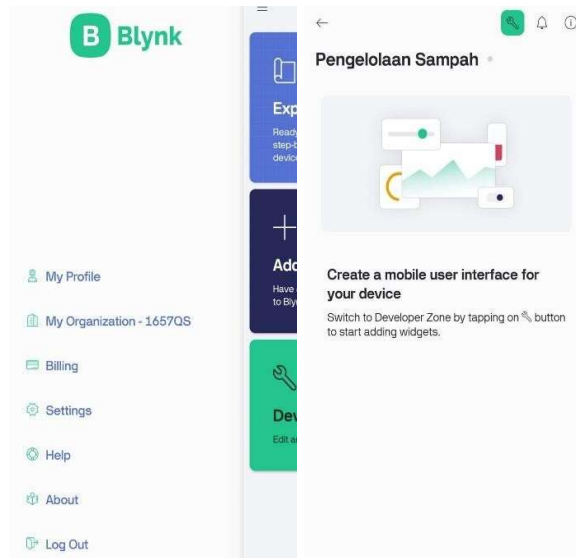 B Blynk
My Profile
My Organization - 1657QS
Billing
Settings
Help
About
Log Out
Exp
Ready
step-b
device
Add
Have
to Bly
Dev
Edit a
Pengelolaan Sampah
Create a mobile user interface for
your device
Switch to Developer Zone by tapping on button
to start adding widgets.